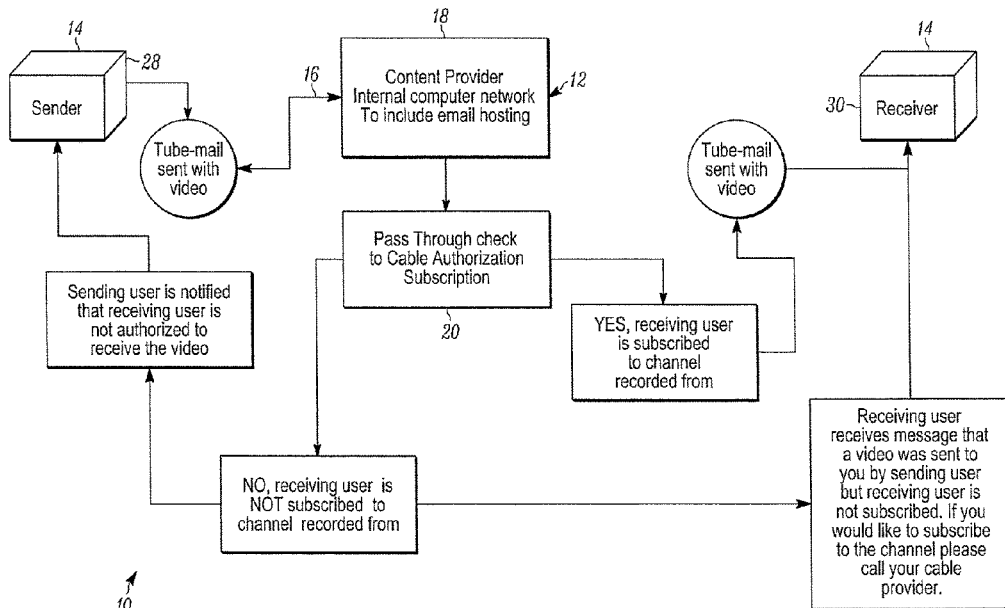 14
28
Sender
16
18
Content Provider
Internal computer network
To include email hosting
12
14
30
Receiver
Tube-mail
sent with
video
Tube-mail
sent with
video
Pass Through check
to Cable Authorization
Subscription
20
Sending user is notified
that receiving user is
not authorized to
receive the video
YES, receiving user
is subscribed
to channel
recorded from
NO, receiving user is
NOT subscribed to
channel recorded from
Receiving user
receives message that
a video was sent to
you by sending user
but receiving user is
not subscribed. If you
would like to subscribe
to the channel please
call your cable
provider.
10